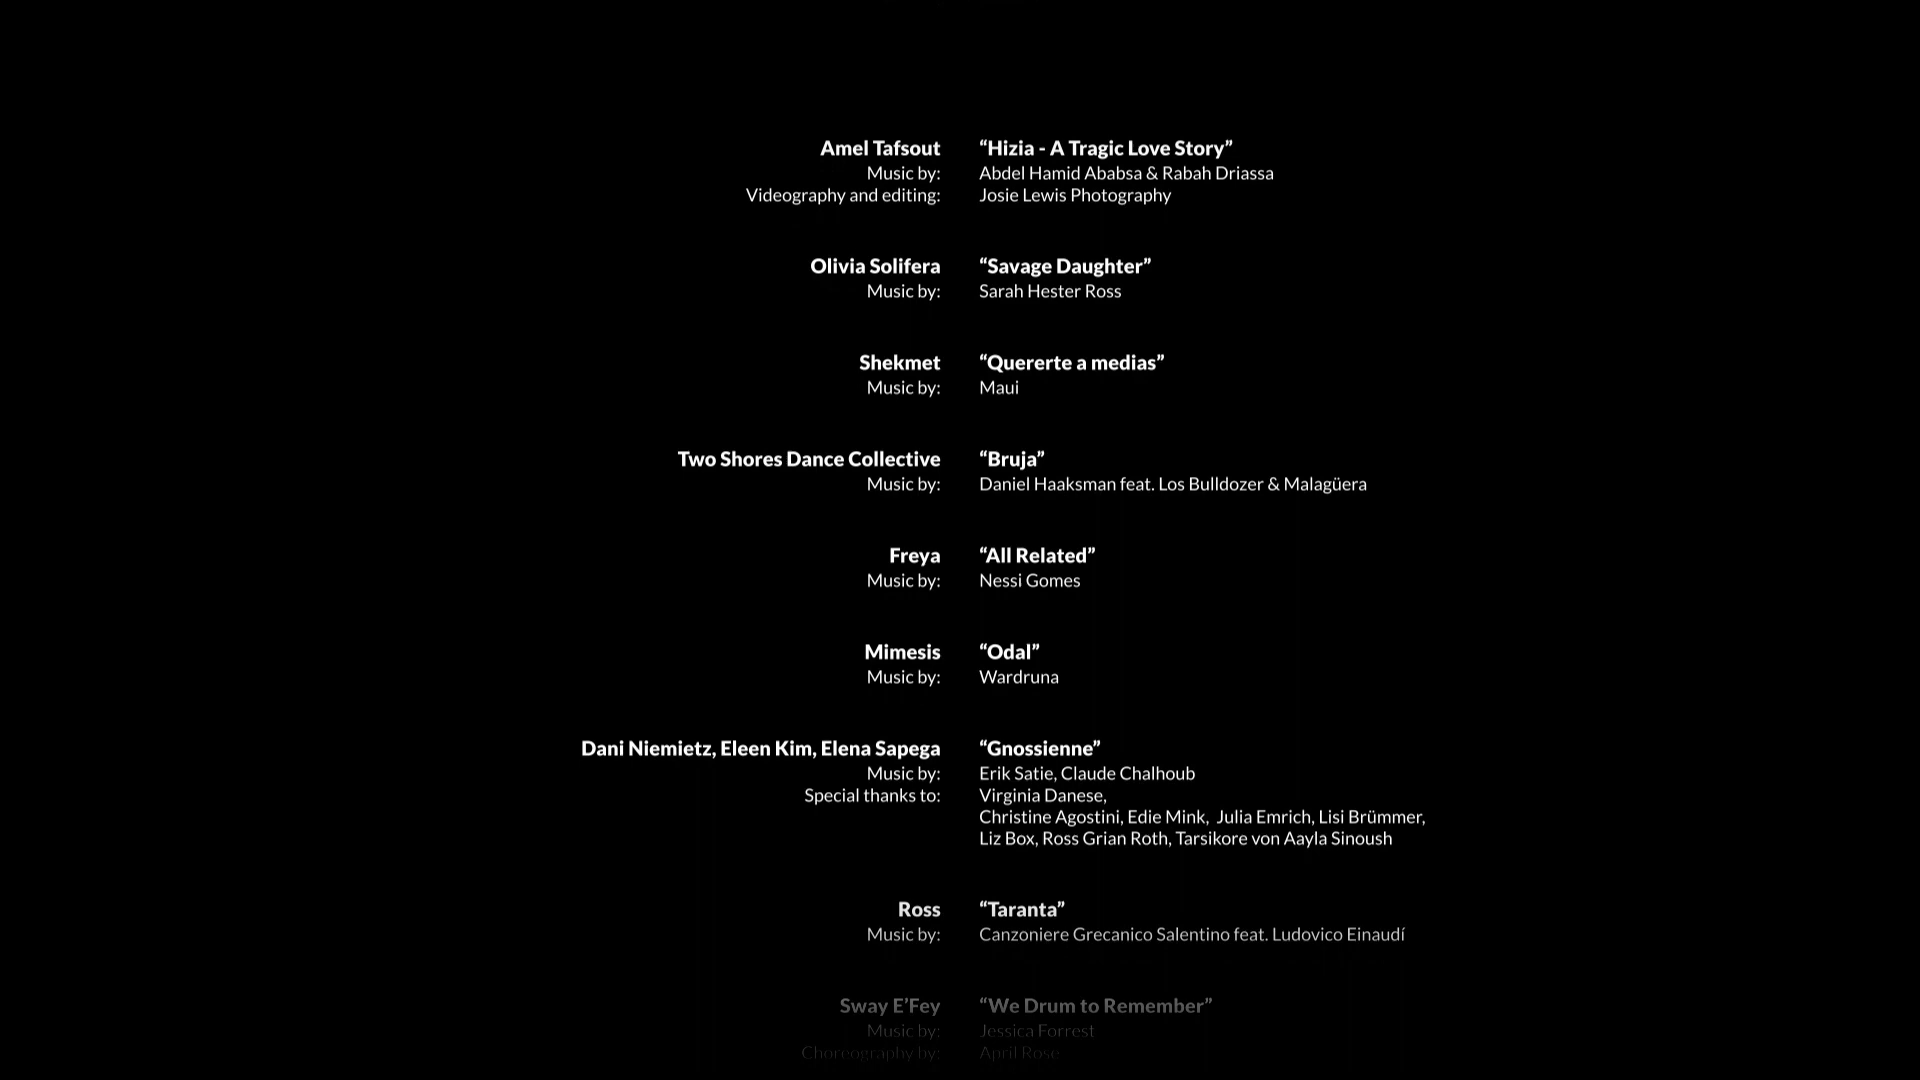 Amel Tafsout “Hizia - A Tragic Love Story”
Music by: Abdel Hamid Ababsa & Rabah Driassa
Videography and editing: Josie Lewis Photography
Olivia Solifera “Savage Daughter”
Music by: Sarah Hester Ross
Shekmet “Quererte a medias”
Music by: Maui
Two Shores Dance Collective “Bruja”
Music by: Daniel Haaksman feat. Los Bulldozer & Malagüera
Freya “All Related”
Music by: Nessi Gomes
Mimesis “Odal”
Music by: Wardruna
Dani Niemietz, Eleen Kim, Elena Sapega “Gnossienne”
Music by: Erik Satie, Claude Chalhoub
Special thanks to: Virginia Danese,
Christine Agostini, Edie Mink, Julia Emrich, Lisi Brümmer,
Liz Box, Ross Grian Roth, Tarsikore von Aayla Sinoush
Ross “Taranta”
Music by: Canzoniere Grecanico Salentino feat. Ludovico Einaudí
Sway E’Fey “We Drum to Remember”
Music by: Jessica Forrest
Choreography by: April Rose